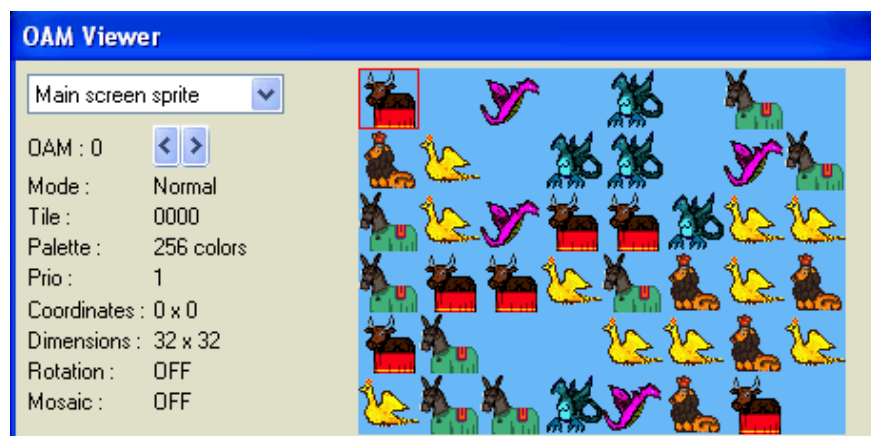 OAM Viewer
Main screen sprite
OAM : 0 < >
Mode : Normal
Tile : 0000
Palette : 256 colors
Prio : 1
Coordinates : 0 x 0
Dimensions : 32 x 32
Rotation : OFF
Mosaic : OFF